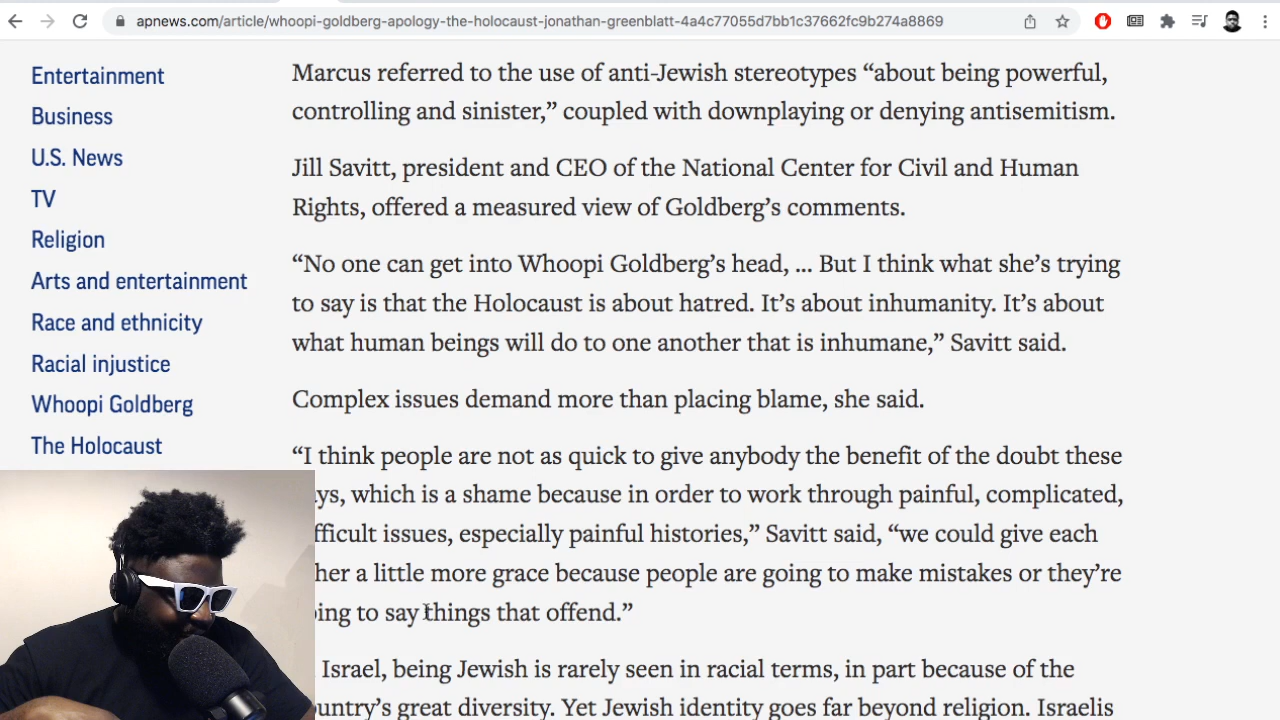 apnews.com/article/whoopi-goldberg-apology-the-holocaust-jonathan-greenblatt-4a4c77055d7bb1c37662fc9b274a8869
Entertainment
Business
U.S. News
TV
Religion
Arts and entertainment
Race and ethnicity
Racial injustice
Whoopi Goldberg
The Holocaust
Marcus referred to the use of anti-Jewish stereotypes “about being powerful,
controlling and sinister,” coupled with downplaying or denying antisemitism.
Jill Savitt, president and CEO of the National Center for Civil and Human
Rights, offered a measured view of Goldberg’s comments.
“No one can get into Whoopi Goldberg’s head, ... But I think what she’s trying
to say is that the Holocaust is about hatred. It’s about inhumanity. It’s about
what human beings will do to one another that is inhumane,” Savitt said.
Complex issues demand more than placing blame, she said.
“I think people are not as quick to give anybody the benefit of the doubt these
which is a shame because in order to work through painful, complicated,
issues, especially painful histories,” Savitt said, “we could give each
a little more grace because people are going to make mistakes or they’re
to say things that offend.”
Israel, being Jewish is rarely seen in racial terms, in part because of the
great diversity. Yet Jewish identity goes far beyond religion. Israelis